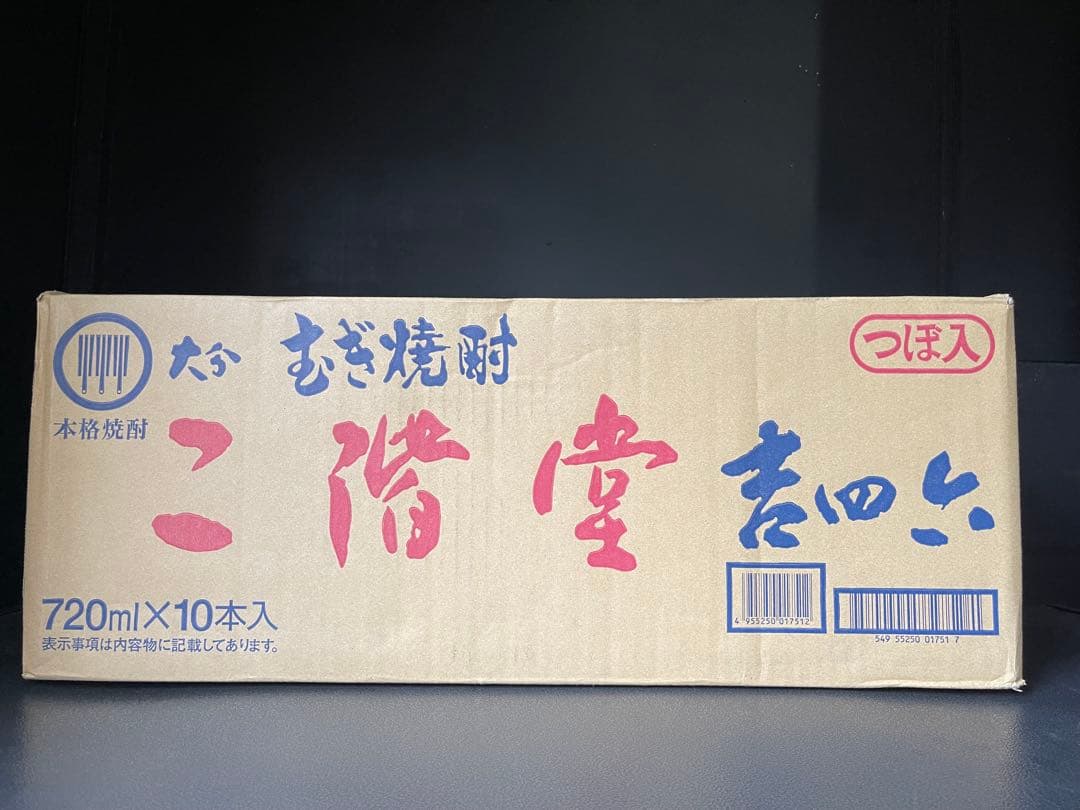 大分 むぎ焼酎
つぼ入
本格焼酎
二階堂 吉四六
720ml×10本入
表示事項は内容物に記載してあります。
4 955250 017512
549 55250 01751 7